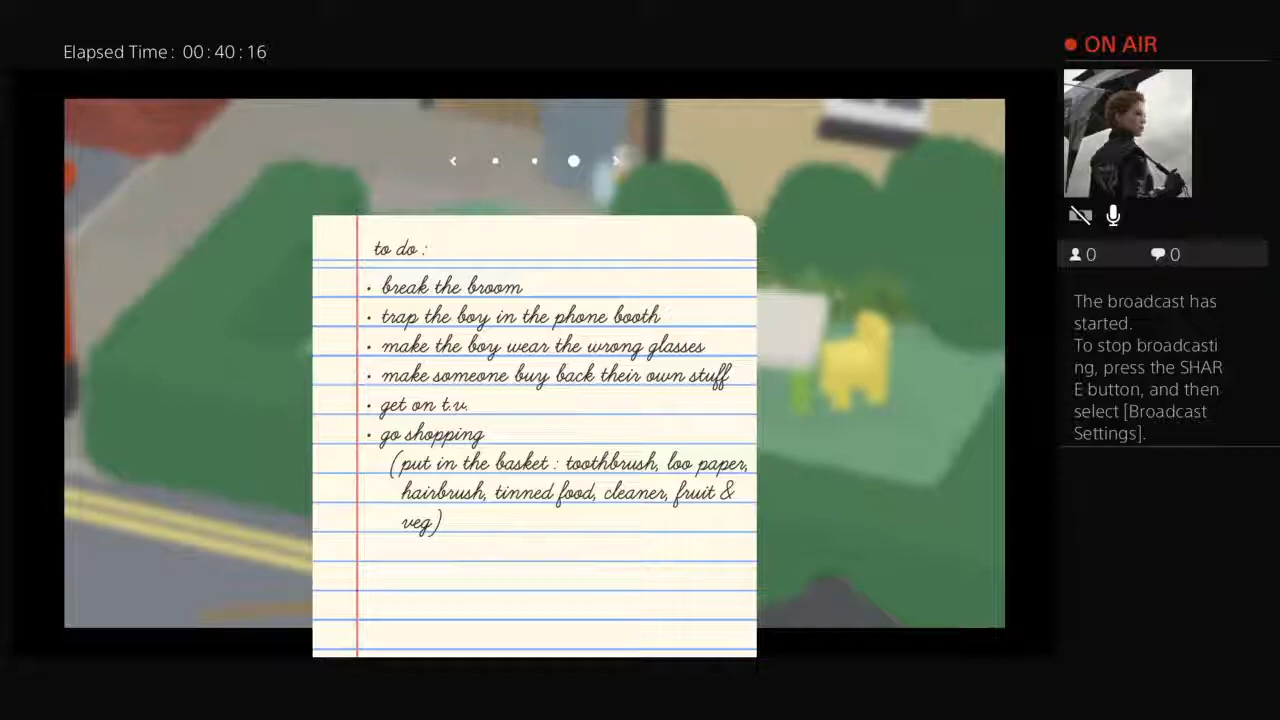 Elapsed Time: 00:40:16
ON AIR
0
0
The broadcast has
started.
To stop broadcasti
ng, press the SHAR
E button, and then
select [Broadcast
Settings].
to do :
• break the broom
• trap the boy in the phone booth
• make the boy wear the wrong glasses
• make someone buy back their own stuff
• get on t.v.
• go shopping
(put in the basket : toothbrush, loo paper,
hairbrush, tinned food, cleaner, fruit &
veg)